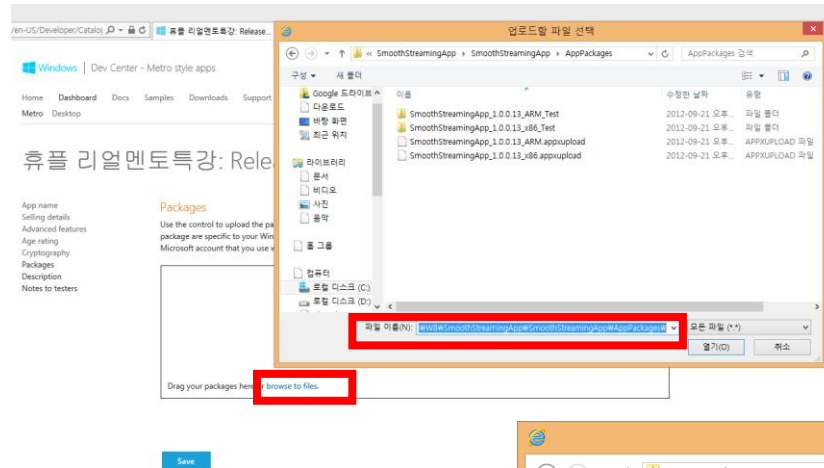 /en-US/Developer/Catalo
휴플 리얼멘토특강: Release...
Windows | Dev Center - Metro style apps
Home Dashboard Docs Samples Downloads Support
Metro Desktop
휴플 리얼멘토특강: Rele
App name
Selling details
Advanced features
Age rating
Cryptography
Packages
Description
Notes to testers
Packages
Use the control to upload the pa
package are specific to your Win
Microsoft account that you use w
Drag your packages here or browse to files.
Save
업로드할 파일 선택
« SmoothStreamingApp ▸ SmoothStreamingApp ▸ AppPackages
AppPackages 검색
구성 ▾ 새 폴더
Google 드라이브
다운로드
바탕 화면
최근 위치
라이브러리
문서
비디오
사진
음악
홈 그룹
컴퓨터
로컬 디스크 (C:)
로컬 디스크 (D:)
이름 수정한 날짜 유형
SmoothStreamingApp_1.0.0.13_ARM_Test 2012-09-21 오후... 파일 폴더
SmoothStreamingApp_1.0.0.13_x86_Test 2012-09-21 오후... 파일 폴더
SmoothStreamingApp_1.0.0.13_ARM.appxupload 2012-09-21 오후... APPXUPLOAD 파일
SmoothStreamingApp_1.0.0.13_x86.appxupload 2012-09-21 오후... APPXUPLOAD 파일
파일 이름(N): ₩W8₩SmoothStreamingApp₩SmoothStreamingApp₩AppPackages₩ 모든 파일 (*.*)
열기(O) 취소